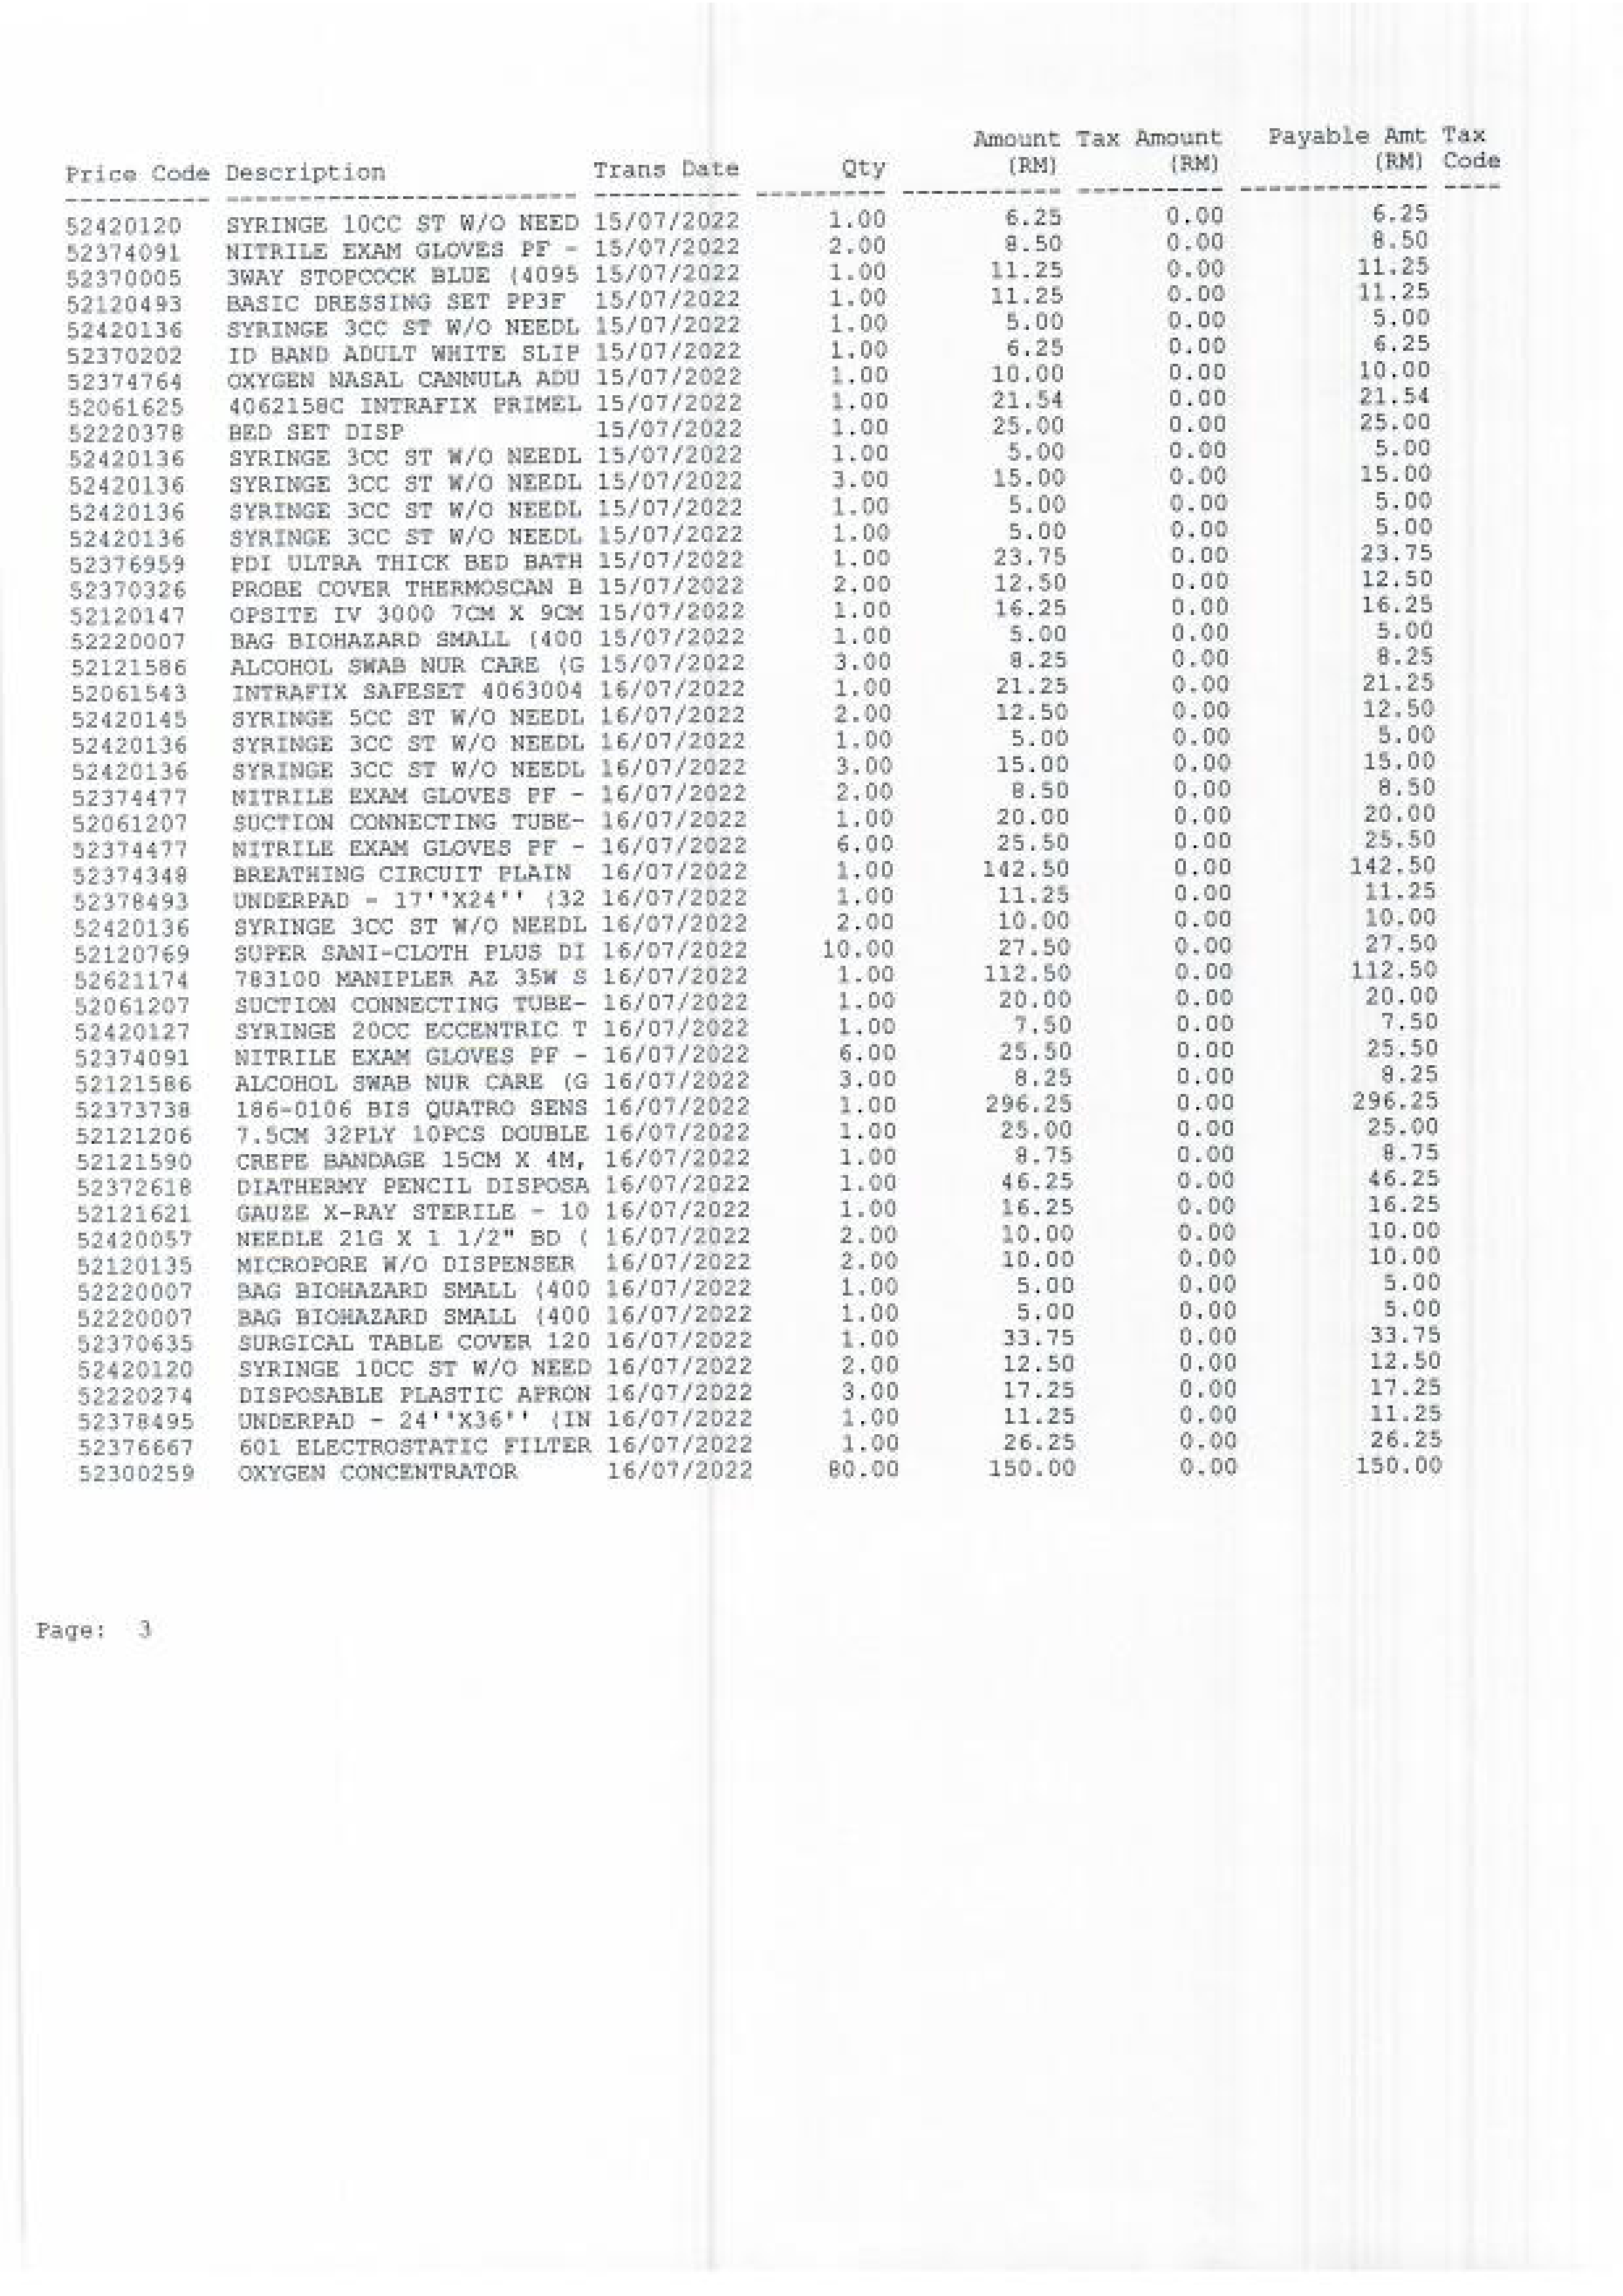 Amount Tax Amount Payable Amt Tax
Price Code Description Trans Date Qty (RM) (RM) (RM) Code
---------- ------------------------ ---------- --------- ----------- ---------- ------------- ----
52420120 SYRINGE 10CC ST W/O NEED 15/07/2022 1.00 6.25 0.00 6.25
52374091 NITRILE EXAM GLOVES PF - 15/07/2022 2.00 8.50 0.00 8.50
52370005 3WAY STOPCOCK BLUE (4095 15/07/2022 1.00 11.25 0.00 11.25
52120493 BASIC DRESSING SET PP3F 15/07/2022 1.00 11.25 0.00 11.25
52420136 SYRINGE 3CC ST W/O NEEDL 15/07/2022 1.00 5.00 0.00 5.00
52370202 ID BAND ADULT WHITE SLIP 15/07/2022 1.00 6.25 0.00 6.25
52374764 OXYGEN NASAL CANNULA ADU 15/07/2022 1.00 10.00 0.00 10.00
52061625 4062158C INTRAFIX PRIMEL 15/07/2022 1.00 21.54 0.00 21.54
52220378 BED SET DISP 15/07/2022 1.00 25.00 0.00 25.00
52420136 SYRINGE 3CC ST W/O NEEDL 15/07/2022 1.00 5.00 0.00 5.00
52420136 SYRINGE 3CC ST W/O NEEDL 15/07/2022 3.00 15.00 0.00 15.00
52420136 SYRINGE 3CC ST W/O NEEDL 15/07/2022 1.00 5.00 0.00 5.00
52420136 SYRINGE 3CC ST W/O NEEDL 15/07/2022 1.00 5.00 0.00 5.00
52376959 PDI ULTRA THICK BED BATH 15/07/2022 1.00 23.75 0.00 23.75
52370326 PROBE COVER THERMOSCAN B 15/07/2022 2.00 12.50 0.00 12.50
52120147 OPSITE IV 3000 7CM X 9CM 15/07/2022 1.00 16.25 0.00 16.25
52220007 BAG BIOHAZARD SMALL (400 15/07/2022 1.00 5.00 0.00 5.00
52121586 ALCOHOL SWAB NUR CARE (G 15/07/2022 3.00 8.25 0.00 8.25
52061543 INTRAFIX SAFESET 4063004 16/07/2022 1.00 21.25 0.00 21.25
52420145 SYRINGE 5CC ST W/O NEEDL 16/07/2022 2.00 12.50 0.00 12.50
52420136 SYRINGE 3CC ST W/O NEEDL 16/07/2022 1.00 5.00 0.00 5.00
52420136 SYRINGE 3CC ST W/O NEEDL 16/07/2022 3.00 15.00 0.00 15.00
52374477 NITRILE EXAM GLOVES PF - 16/07/2022 2.00 8.50 0.00 8.50
52061207 SUCTION CONNECTING TUBE- 16/07/2022 1.00 20.00 0.00 20.00
52374477 NITRILE EXAM GLOVES PF - 16/07/2022 6.00 25.50 0.00 25.50
52374348 BREATHING CIRCUIT PLAIN 16/07/2022 1.00 142.50 0.00 142.50
52378493 UNDERPAD - 17''X24'' (32 16/07/2022 1.00 11.25 0.00 11.25
52420136 SYRINGE 3CC ST W/O NEEDL 16/07/2022 2.00 10.00 0.00 10.00
52120769 SUPER SANI-CLOTH PLUS DI 16/07/2022 10.00 27.50 0.00 27.50
52621174 783100 MANIPLER AZ 35W S 16/07/2022 1.00 112.50 0.00 112.50
52061207 SUCTION CONNECTING TUBE- 16/07/2022 1.00 20.00 0.00 20.00
52420127 SYRINGE 20CC ECCENTRIC T 16/07/2022 1.00 7.50 0.00 7.50
52374091 NITRILE EXAM GLOVES PF - 16/07/2022 6.00 25.50 0.00 25.50
52121586 ALCOHOL SWAB NUR CARE (G 16/07/2022 3.00 8.25 0.00 8.25
52373738 186-0106 BIS QUATRO SENS 16/07/2022 1.00 296.25 0.00 296.25
52121206 7.5CM 32PLY 10PCS DOUBLE 16/07/2022 1.00 25.00 0.00 25.00
52121590 CREPE BANDAGE 15CM X 4M, 16/07/2022 1.00 8.75 0.00 8.75
52372618 DIATHERMY PENCIL DISPOSA 16/07/2022 1.00 46.25 0.00 46.25
52121621 GAUZE X-RAY STERILE - 10 16/07/2022 1.00 16.25 0.00 16.25
52420057 NEEDLE 21G X 1 1/2" BD ( 16/07/2022 2.00 10.00 0.00 10.00
52120135 MICROPORE W/O DISPENSER 16/07/2022 2.00 10.00 0.00 10.00
52220007 BAG BIOHAZARD SMALL (400 16/07/2022 1.00 5.00 0.00 5.00
52220007 BAG BIOHAZARD SMALL (400 16/07/2022 1.00 5.00 0.00 5.00
52370635 SURGICAL TABLE COVER 120 16/07/2022 1.00 33.75 0.00 33.75
52420120 SYRINGE 10CC ST W/O NEED 16/07/2022 2.00 12.50 0.00 12.50
52220274 DISPOSABLE PLASTIC APRON 16/07/2022 3.00 17.25 0.00 17.25
52378495 UNDERPAD - 24''X36'' (IN 16/07/2022 1.00 11.25 0.00 11.25
52376667 601 ELECTROSTATIC FILTER 16/07/2022 1.00 26.25 0.00 26.25
52300259 OXYGEN CONCENTRATOR 16/07/2022 80.00 150.00 0.00 150.00
Page: 3